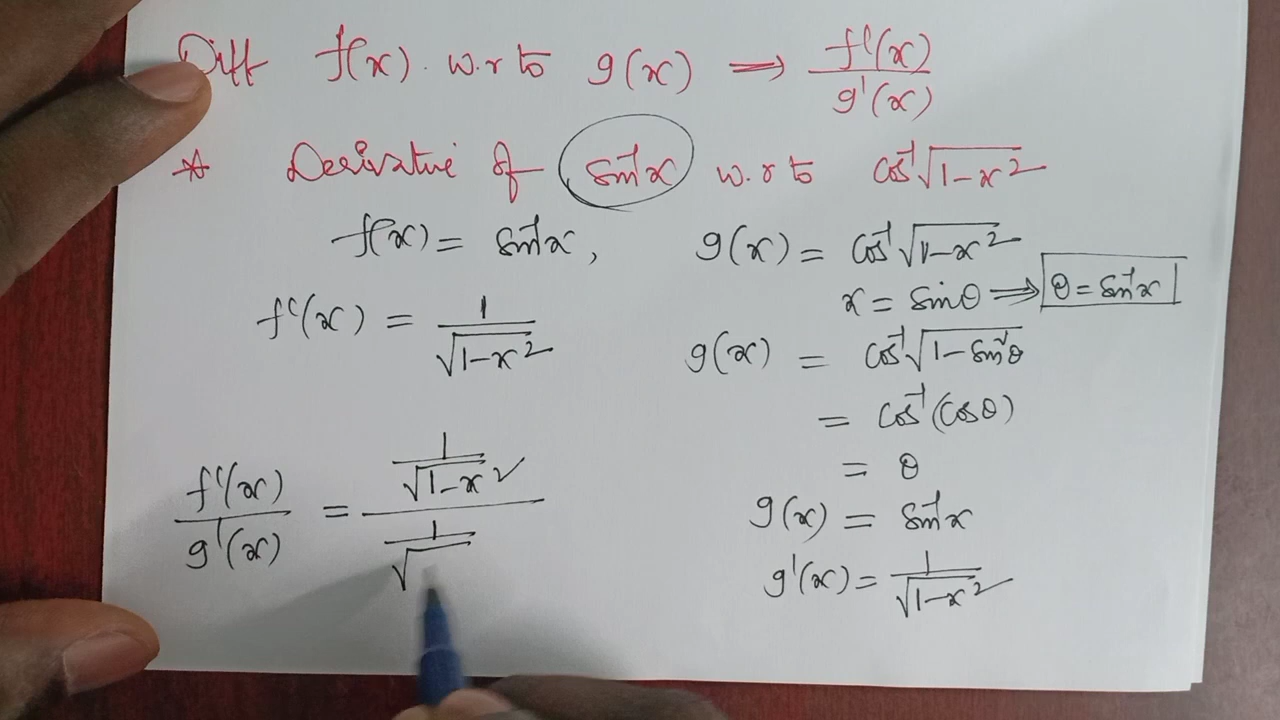 Diff f(x). w.r to g(x) ⟹ f'(x)/g'(x)
* Derivative of sin⁻¹x w.r to cos⁻¹√(1-x²)
f(x) = sin⁻¹x, g(x) = cos⁻¹√(1-x²)
x = sinθ ⟹ θ = sin⁻¹x
f'(x) = 1/√(1-x²)
g(x) = cos⁻¹√(1-sin²θ)
= cos⁻¹(cosθ)
= θ
g(x) = sin⁻¹x
g'(x) = 1/√(1-x²)
f'(x)/g'(x) = (1/√(1-x²))/(1/√